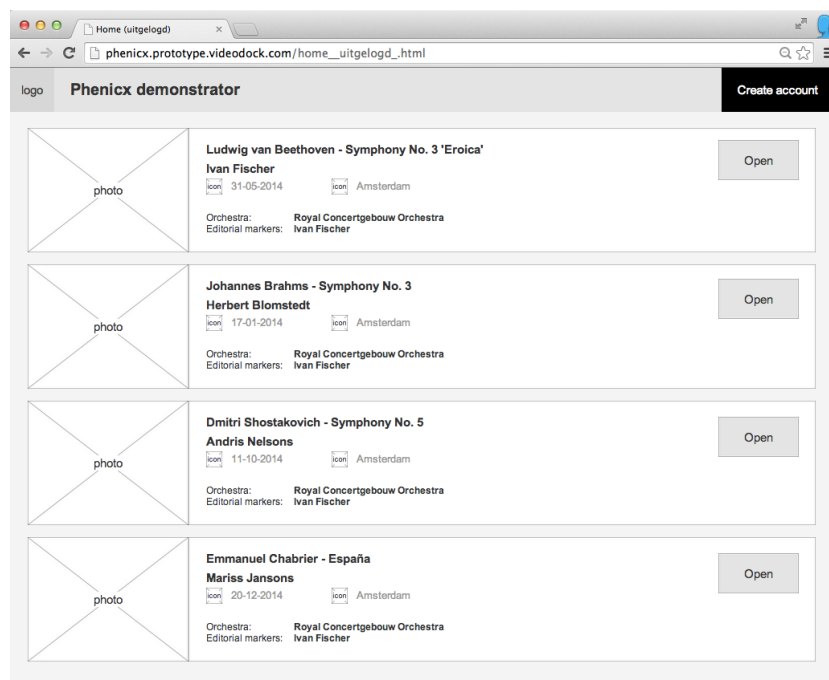 Home (uitgelogd)
phenicx.prototype.videodock.com/home__uitgelogd_.html
logo Phenicx demonstrator Create account
photo
Ludwig van Beethoven - Symphony No. 3 'Eroica'
Ivan Fischer
icon 31-05-2014 icon Amsterdam
Orchestra: Royal Concertgebouw Orchestra
Editorial markers: Ivan Fischer
Open
photo
Johannes Brahms - Symphony No. 3
Herbert Blomstedt
icon 17-01-2014 icon Amsterdam
Orchestra: Royal Concertgebouw Orchestra
Editorial markers: Ivan Fischer
Open
photo
Dmitri Shostakovich - Symphony No. 5
Andris Nelsons
icon 11-10-2014 icon Amsterdam
Orchestra: Royal Concertgebouw Orchestra
Editorial markers: Ivan Fischer
Open
photo
Emmanuel Chabrier - España
Mariss Jansons
icon 20-12-2014 icon Amsterdam
Orchestra: Royal Concertgebouw Orchestra
Editorial markers: Ivan Fischer
Open